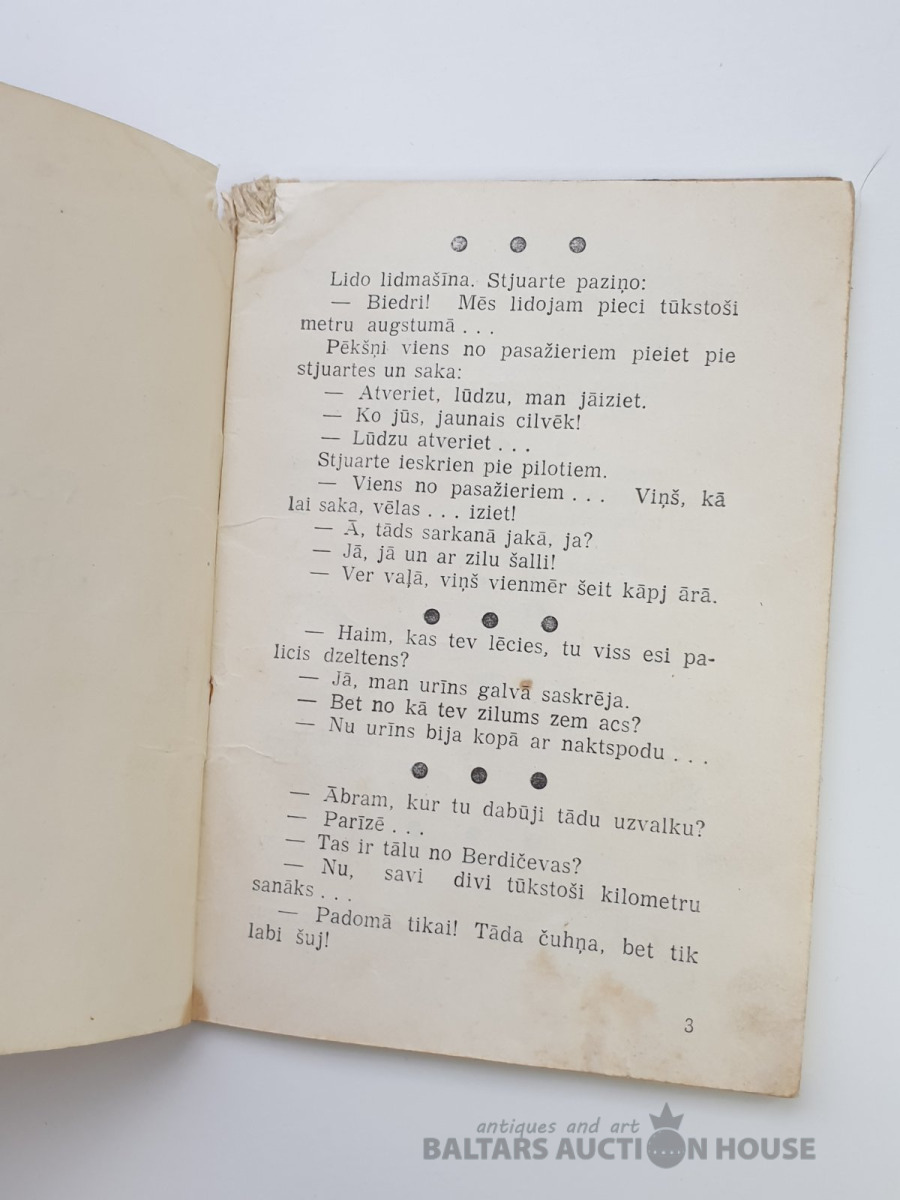 ● ● ●
Lido lidmašīna. Stjuarte paziņo:
— Biedri! Mēs lidojam pieci tūkstoši
metru augstumā . . .
Pēkšņi viens no pasažieriem pieiet pie
stjuartes un saka:
— Atveriet, lūdzu, man jāiziet.
— Ko jūs, jaunais cilvēk!
— Lūdzu atveriet . . .
Stjuarte ieskrien pie pilotiem.
— Viens no pasažieriem . . . Viņš, kā
lai saka, vēlas . . . iziet!
— Ā, tāds sarkanā jakā, ja?
— Jā, jā un ar zilu šalli!
— Ver vaļā, viņš vienmēr šeit kāpj ārā.
● ● ●
— Haim, kas tev lēcies, tu viss esi pa-
licis dzeltens?
— Jā, man urīns galvā saskrēja.
— Bet no kā tev zilums zem acs?
— Nu urīns bija kopā ar naktspodu . . .
● ● ●
— Ābram, kur tu dabūji tādu uzvalku?
— Parīzē . . .
— Tas ir tālu no Berdičevas?
— Nu, savi divi tūkstoši kilometru
sanāks . . .
— Padomā tikai! Tāda čuhņa, bet tik
labi šuj!
3
antiques and art
BALTARS AUCTION HOUSE